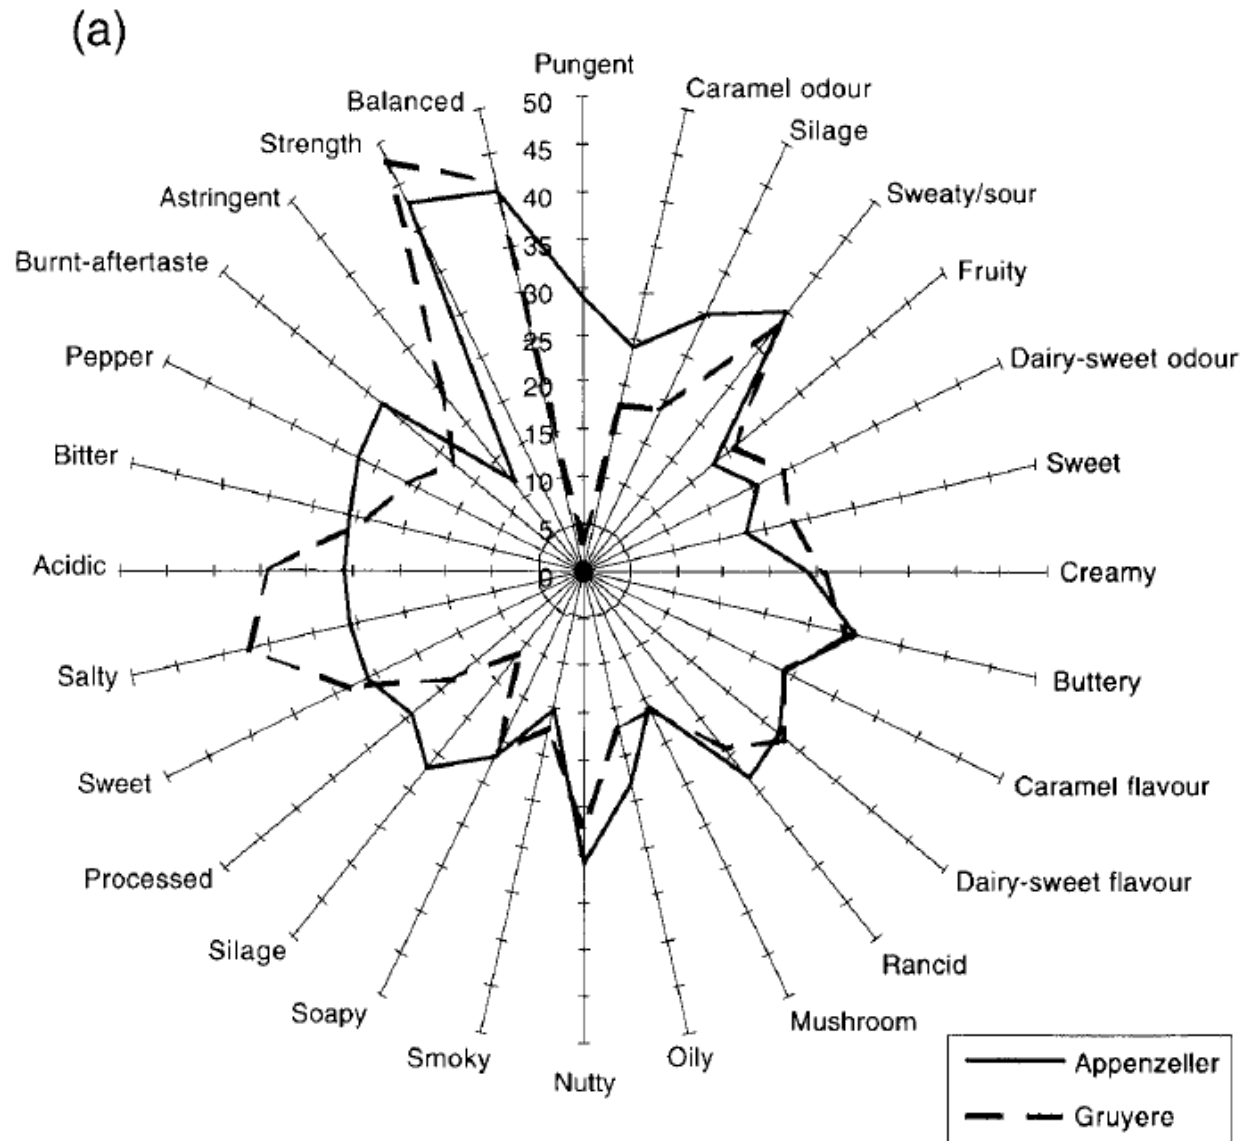 (a)
Pungent
Caramel odour
Silage
Sweaty/sour
Fruity
Dairy-sweet odour
Sweet
Creamy
Buttery
Caramel flavour
Dairy-sweet flavour
Rancid
Mushroom
Oily
Nutty
Smoky
Soapy
Silage
Processed
Sweet
Salty
Acidic
Bitter
Pepper
Burnt-aftertaste
Astringent
Strength
Balanced
50
45
40
35
30
25
20
15
10
5
0
Appenzeller
Gruyere